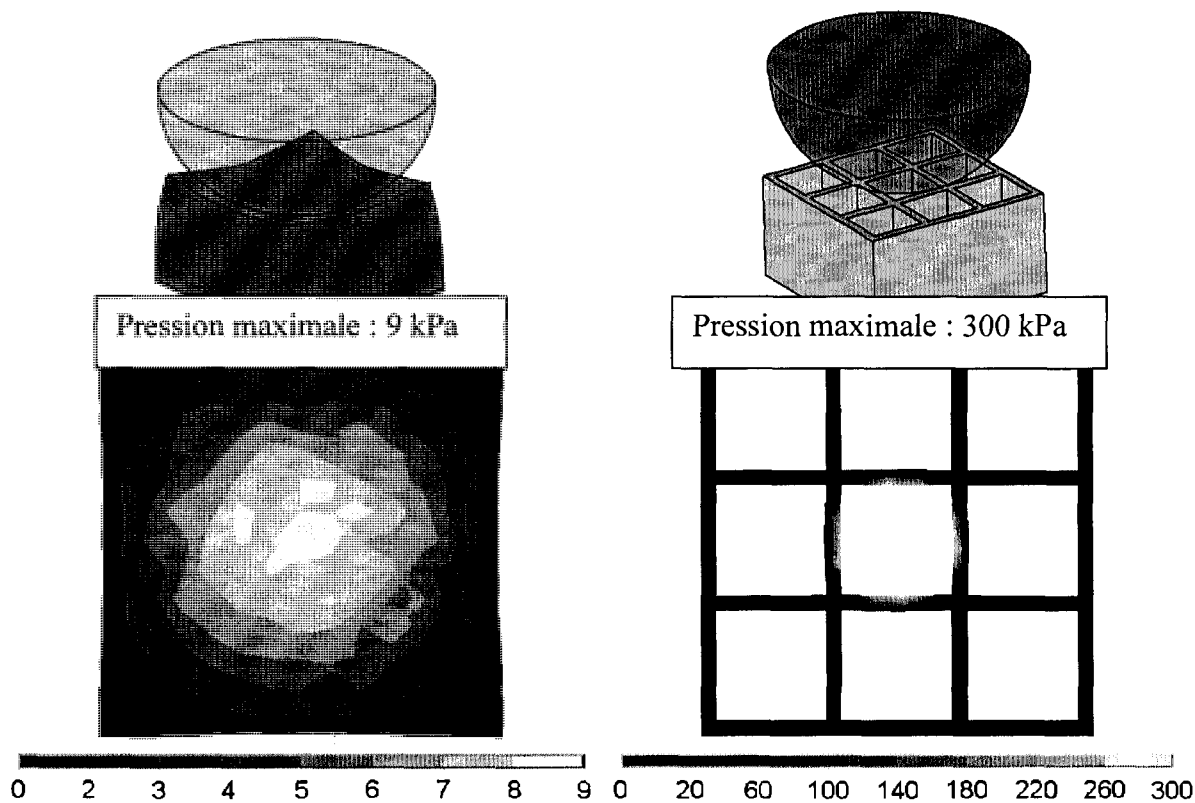 Pression maximale : 9 kPa
Pression maximale : 300 kPa
0 2 3 4 5 6 7 8 9
0 20 60 100 140 180 220 260 300